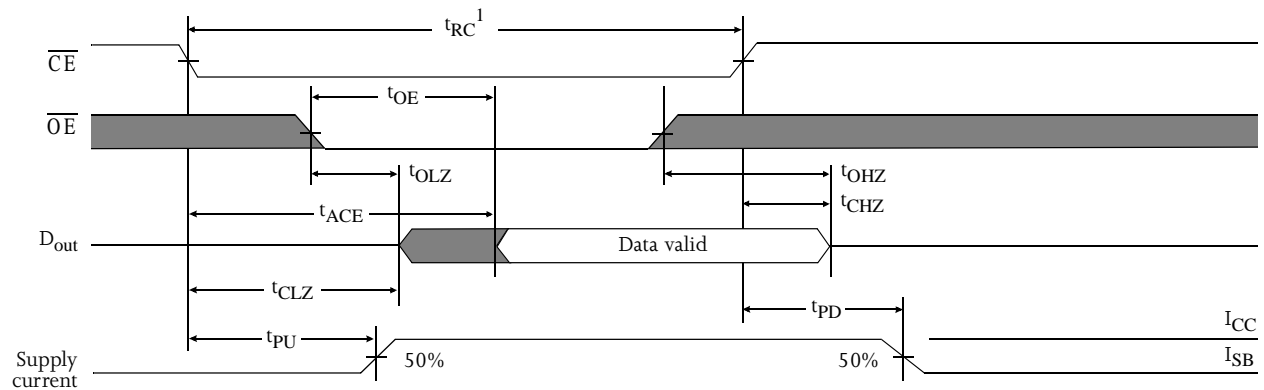 tRC1
CE
tOE
OE
tOLZ
tOHZ
tACE
tCHZ
Dout
Data valid
tCLZ
tPD
tPU
ICC
Supply
current
50%
50%
ISB